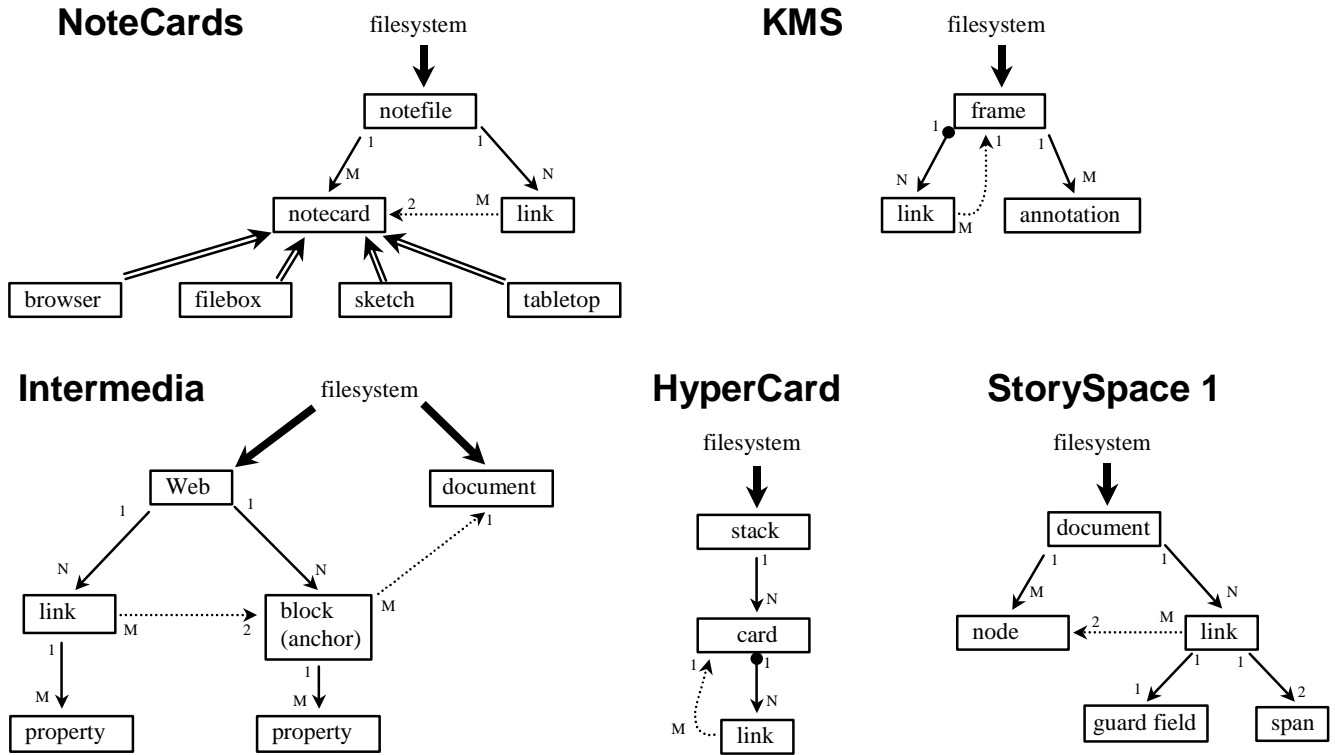 NoteCards
filesystem
notefile
1 1
M N
notecard 2 M link
browser filebox sketch tabletop
KMS
filesystem
frame
1 1 1
N M
link M annotation
Intermedia
filesystem
Web document
1 1 1
N N
link M 2 block M
(anchor)
1 1
M M
property property
HyperCard
filesystem
stack
1
N
card
1 1
N
M
link
StorySpace 1
filesystem
document
1 1
M N
node 2 M link
1 1
1 2
guard field span